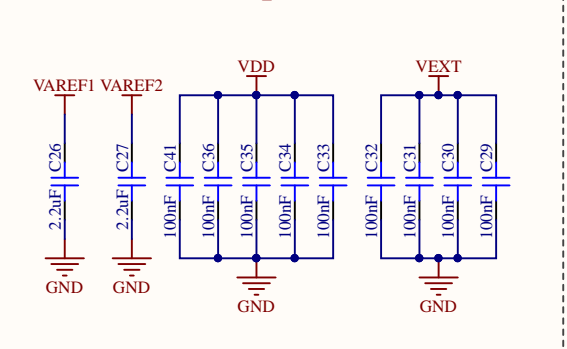 VDD
VEXT
VAREF1
VAREF2
C26
C27
C41
C36
C35
C34
C33
C32
C31
C30
C29
2.2uF
2.2uF
100nF
100nF
100nF
100nF
100nF
100nF
100nF
100nF
100nF
GND
GND
GND
GND